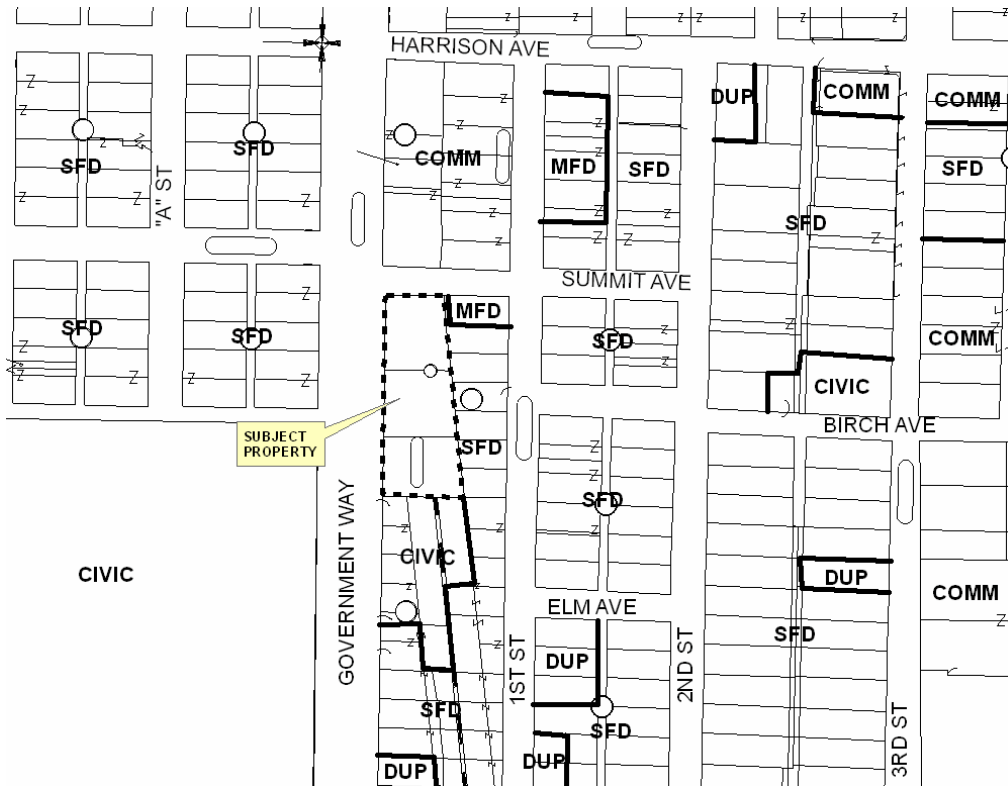 HARRISON AVE
DUP
COMM
COMM
SFD
SFD
COMM
MFD
SFD
SFD
"A" ST
SFD
SUMMIT AVE
MFD
SFD
SFD
SFD
COMM
CIVIC
BIRCH AVE
SUBJECT
PROPERTY
SFD
GOVERNMENT WAY
SFD
CIVIC
CIVIC
DUP
COMM
ELM AVE
SFD
1ST ST
2ND ST
DUP
SFD
SFD
3RD ST
DUP
DUP